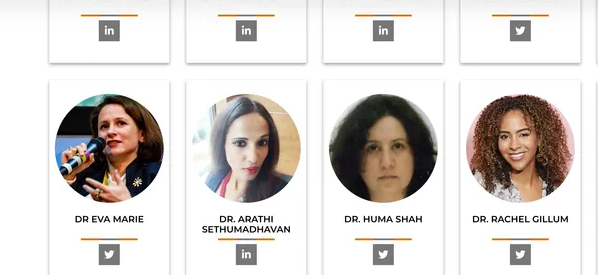 in
in
in
DR EVA MARIE
DR. ARATHI
SETHUMADHAVAN
DR. HUMA SHAH
DR. RACHEL GILLUM
in